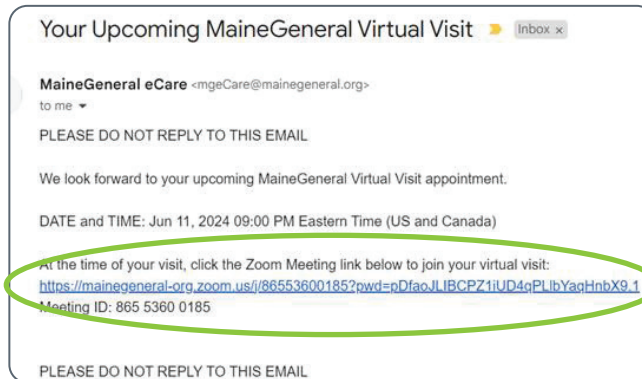 Your Upcoming MaineGeneral Virtual Visit Inbox x
MaineGeneral eCare <mgeCare@mainegeneral.org>
to me
PLEASE DO NOT REPLY TO THIS EMAIL
We look forward to your upcoming MaineGeneral Virtual Visit appointment.
DATE and TIME: Jun 11, 2024 09:00 PM Eastern Time (US and Canada)
At the time of your visit, click the Zoom Meeting link below to join your virtual visit:
https://mainegeneral-org.zoom.us/j/86553600185?pwd=pDfaoJLIBCPZ1iUD4qPLlbYaqHnbX9.1
Meeting ID: 865 5360 0185
PLEASE DO NOT REPLY TO THIS EMAIL